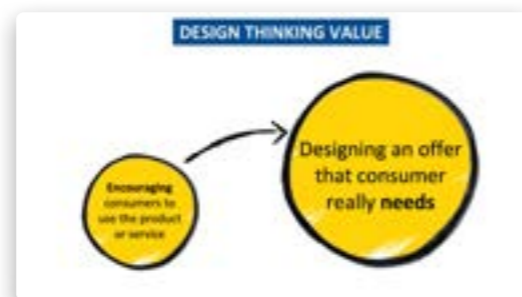 DESIGN THINKING VALUE
Encouraging
consumers to
use the product
or service
Designing an offer
that consumer
really needs